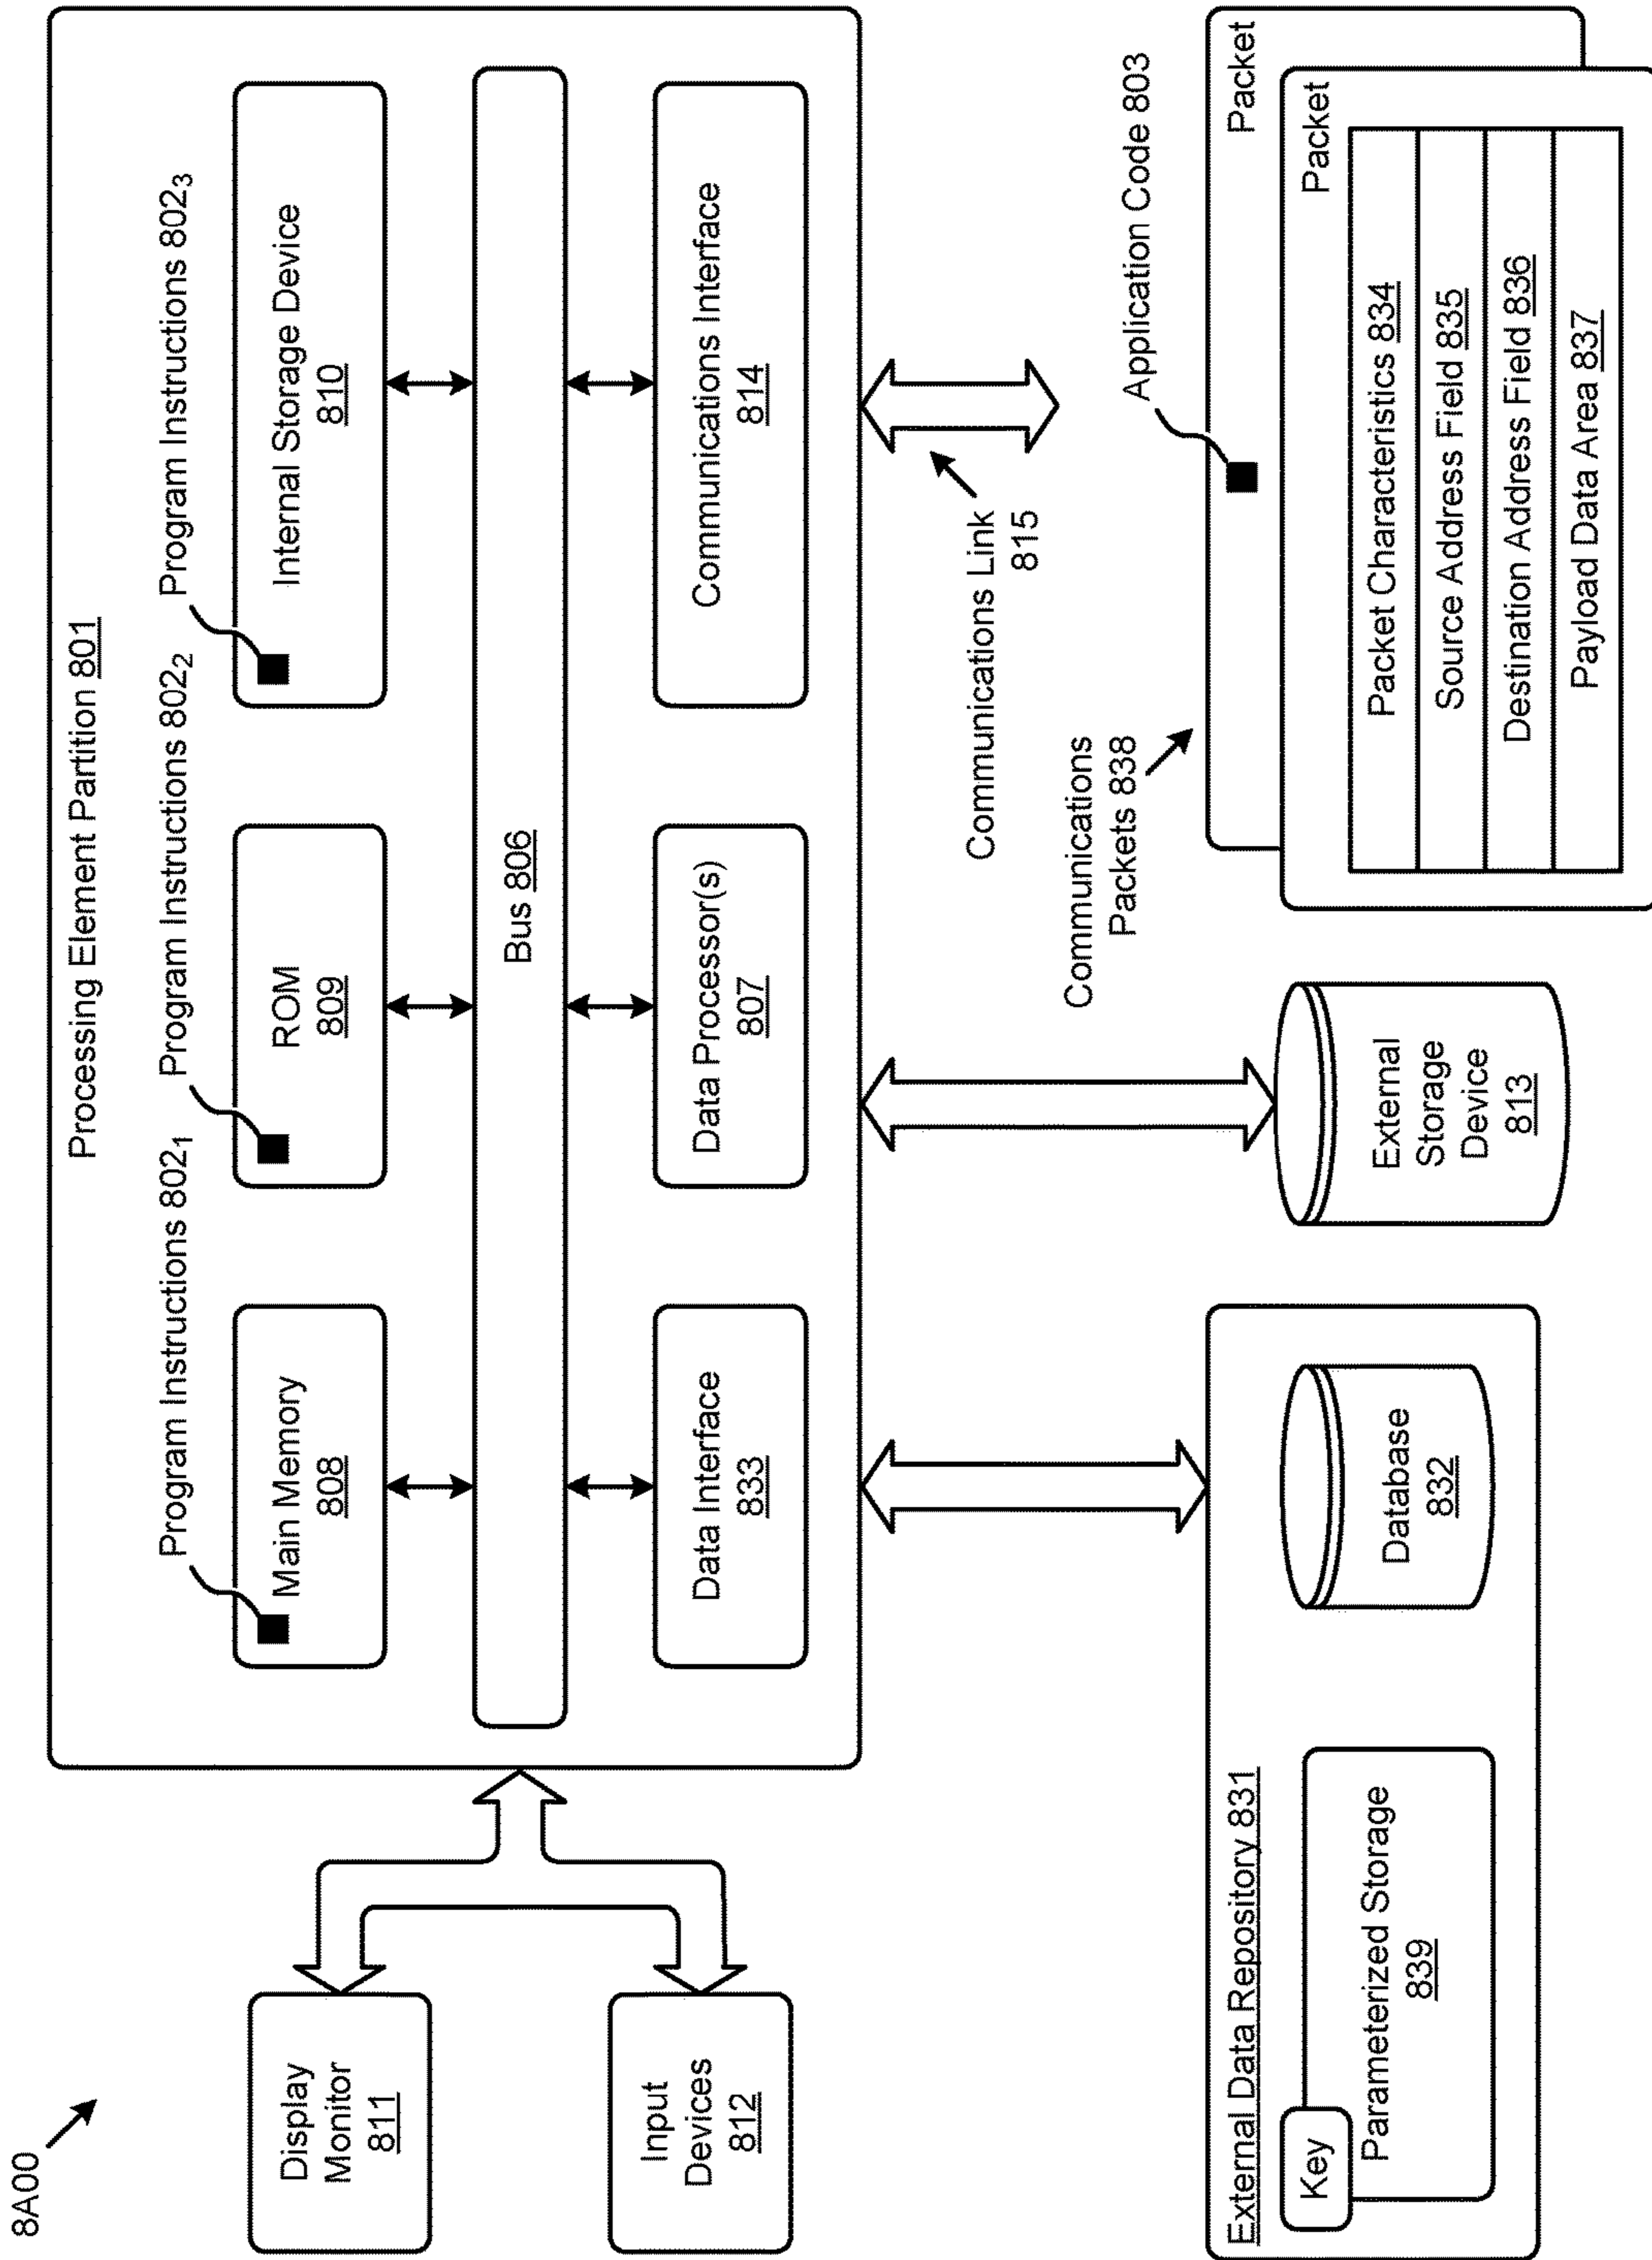 8A00
Processing Element Partition 801
Program Instructions 802₁
Program Instructions 802₂
Program Instructions 802₃
Main Memory
808
ROM
809
Internal Storage Device
810
Display
Monitor
811
Bus 806
Input
Devices
812
Data Interface
833
Data Processor(s)
807
Communications Interface
814
Communications Link
815
Communications
Packets 838
Application Code 803
External Data Repository 831
Key
Parameterized Storage
839
Database
832
External
Storage
Device
813
Packet
Packet
Packet Characteristics 834
Source Address Field 835
Destination Address Field 836
Payload Data Area 837